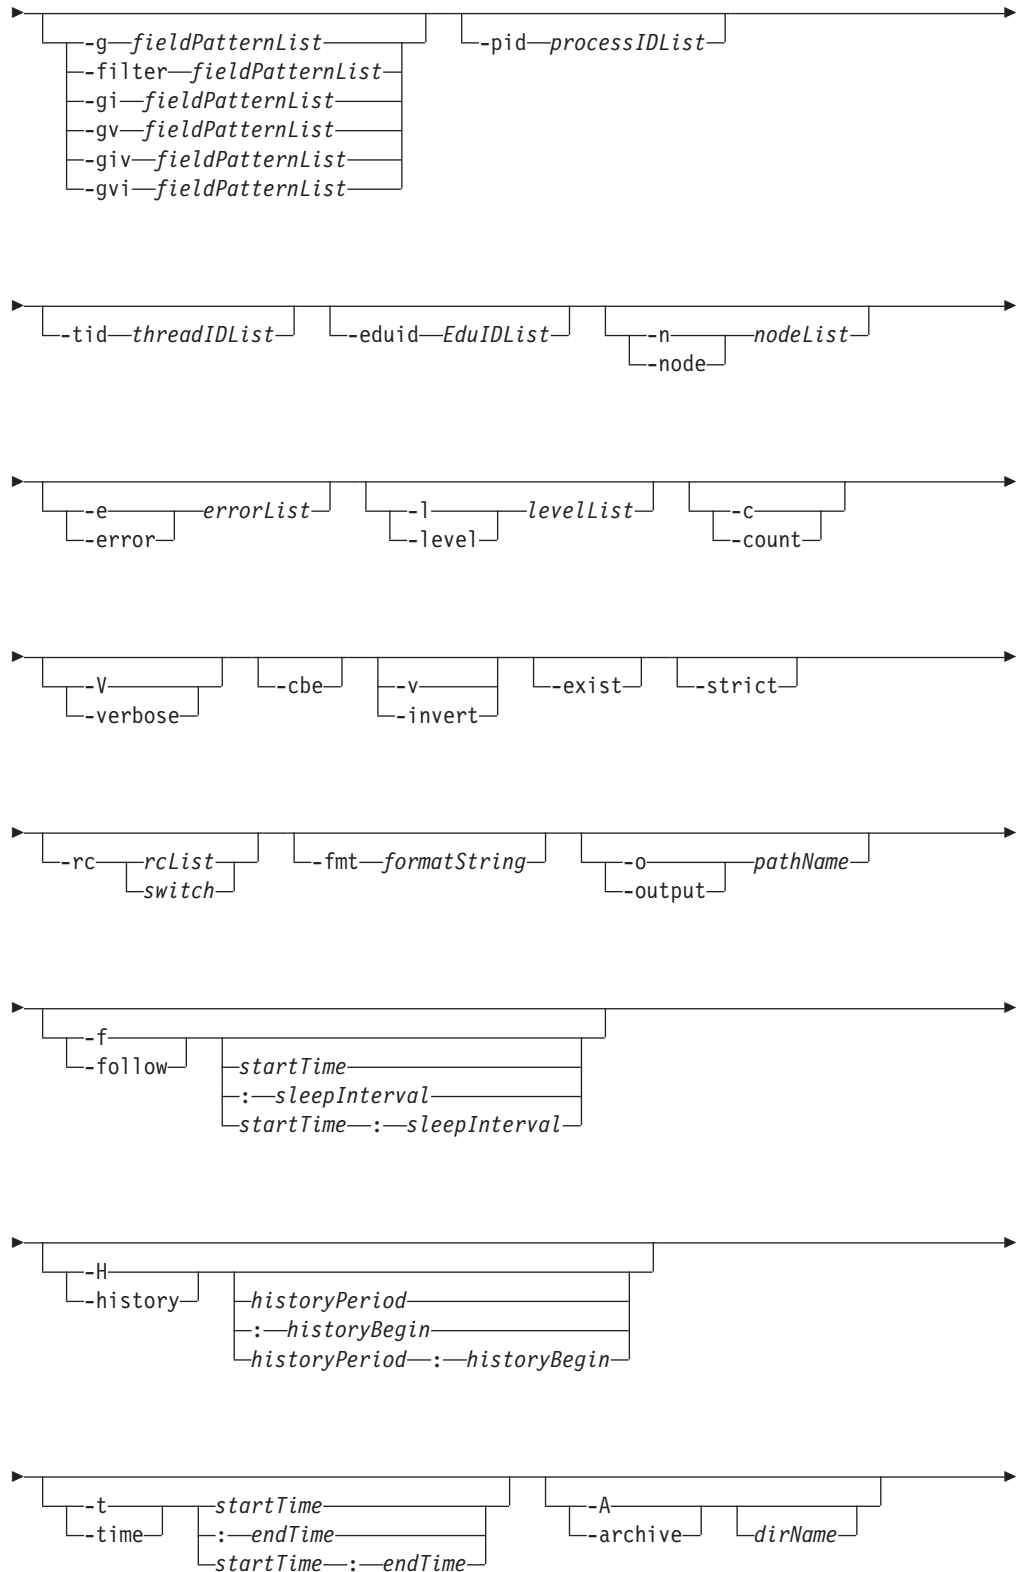 -g fieldPatternList -pid processIDList
-filter fieldPatternList
-gi fieldPatternList
-gv fieldPatternList
-giv fieldPatternList
-gvi fieldPatternList
-tid threadIDList -eduid EduIDList -n nodeList
-node
-e errorList -l levelList -c
-error -level -count
-V -cbe -v -exist -strict
-verbose -invert
-rc rcList -fmt formatString -o pathName
switch -output
-f
-follow startTime
: sleepInterval
startTime : sleepInterval
-H
-history historyPeriod
: historyBegin
historyPeriod : historyBegin
-t startTime -A
-time : endTime -archive dirName
startTime : endTime